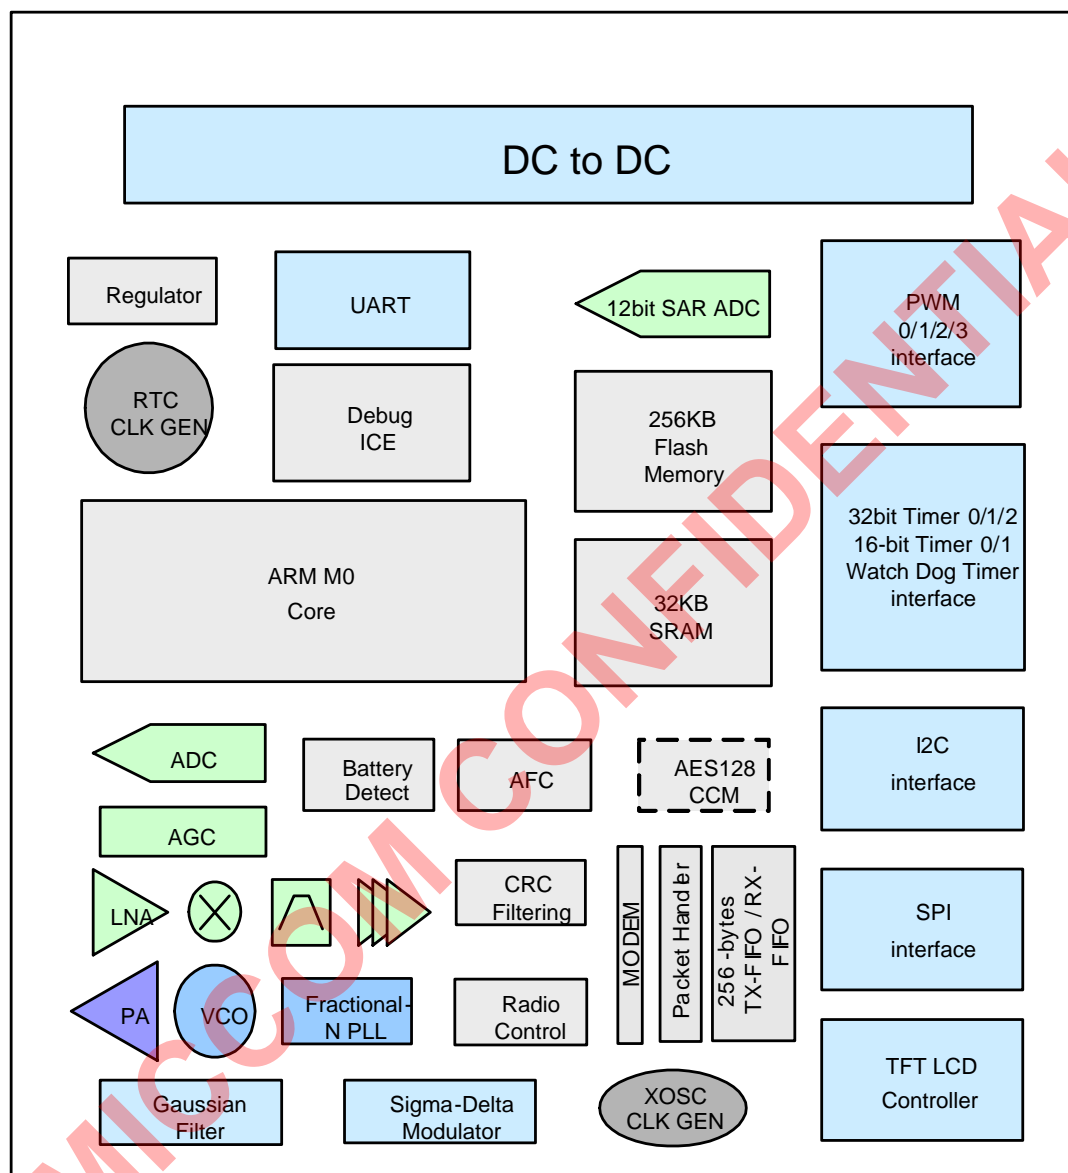 DC to DC
Regulator
UART
12bit SAR ADC
PWM
0/1/2/3
interface
RTC
CLK GEN
Debug
ICE
256KB
Flash
Memory
32bit Timer 0/1/2
16-bit Timer 0/1
Watch Dog Timer
interface
ARM M0
Core
32KB
SRAM
ADC
Battery
Detect
AFC
AES128
CCM
I2C
interface
AGC
LNA
CRC
Filtering
MODEM
Packet Handler
256 -bytes
TX-FIFO / RX-
FIFO
SPI
interface
PA
VCO
Fractional-
N PLL
Radio
Control
Gaussian
Filter
Sigma-Delta
Modulator
XOSC
CLK GEN
TFT LCD
Controller
MICCOM CONFIDENTIAL